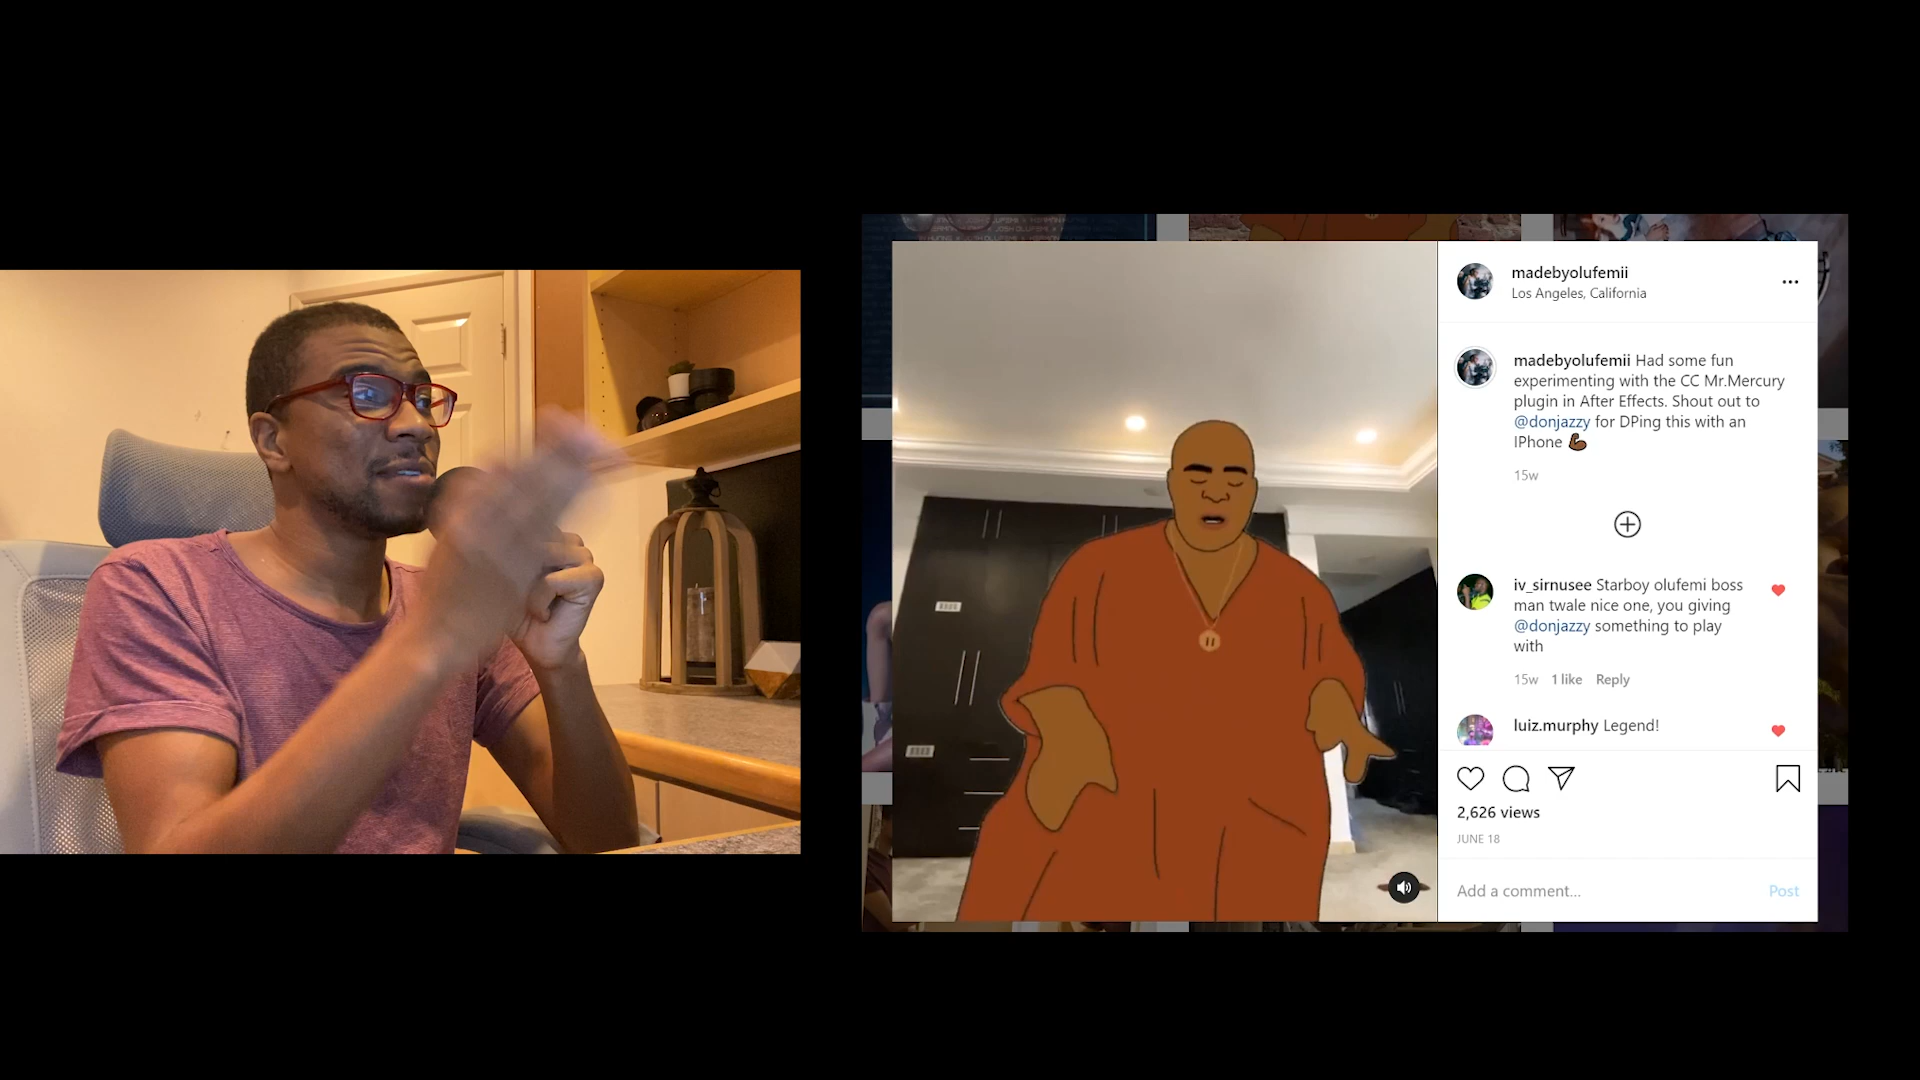 madebyolufemii
Los Angeles, California
madebyolufemii Had some fun
experimenting with the CC Mr.Mercury
plugin in After Effects. Shout out to
@donjazzy for DPing this with an
IPhone 💪🏿
15w
iv_sirnusee Starboy olufemi boss
man twale nice one, you giving
@donjazzy something to play
with
15w 1 like Reply
luiz.murphy Legend!
2,626 views
JUNE 18
Add a comment... Post